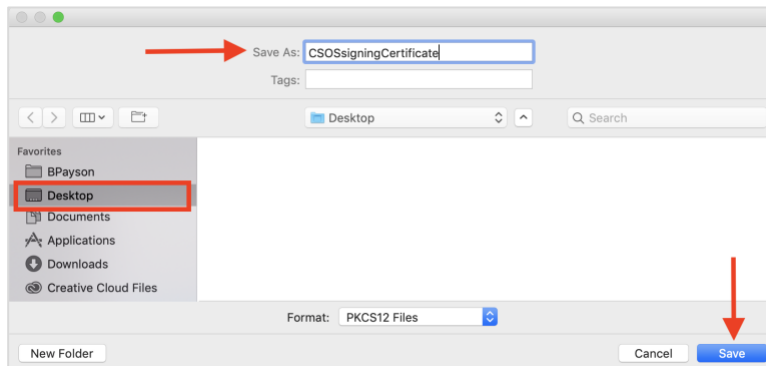 Save As: CSOSsigningCertificate
Tags:
Desktop
Search
Favorites
BPayson
Desktop
Documents
Applications
Downloads
Creative Cloud Files
Format: PKCS12 Files
New Folder Cancel Save